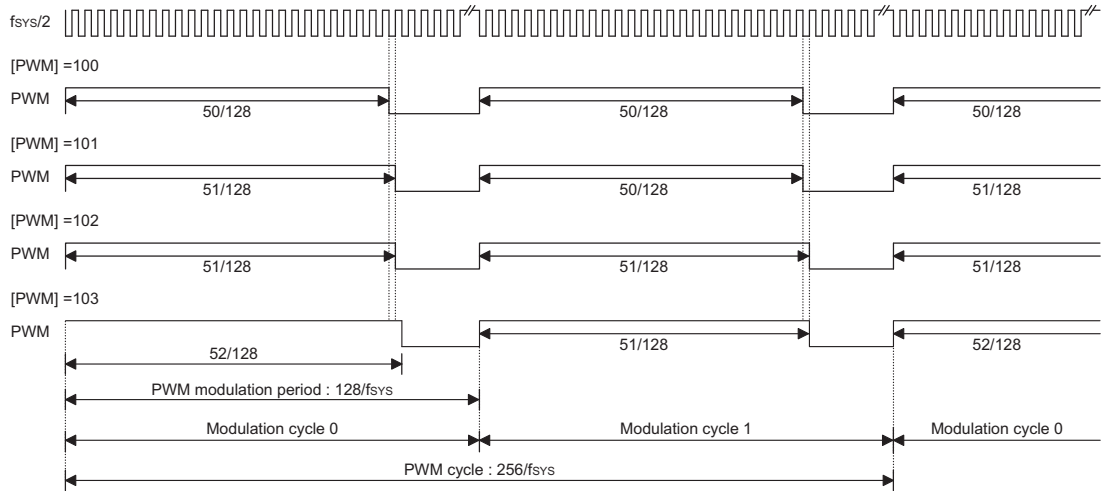 fSYS/2
[PWM] =100
PWM
50/128 50/128 50/128
[PWM] =101
PWM
51/128 50/128 51/128
[PWM] =102
PWM
51/128 51/128 51/128
[PWM] =103
PWM
52/128 51/128 52/128
PWM modulation period : 128/fSYS
Modulation cycle 0 Modulation cycle 1 Modulation cycle 0
PWM cycle : 256/fSYS